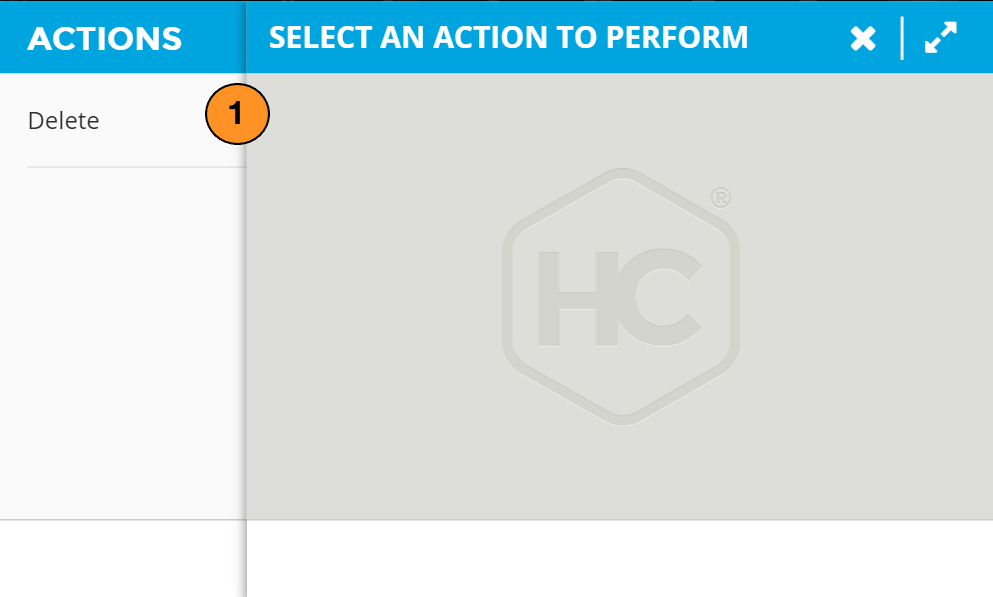 ACTIONS
SELECT AN ACTION TO PERFORM
Delete
1
HC
®